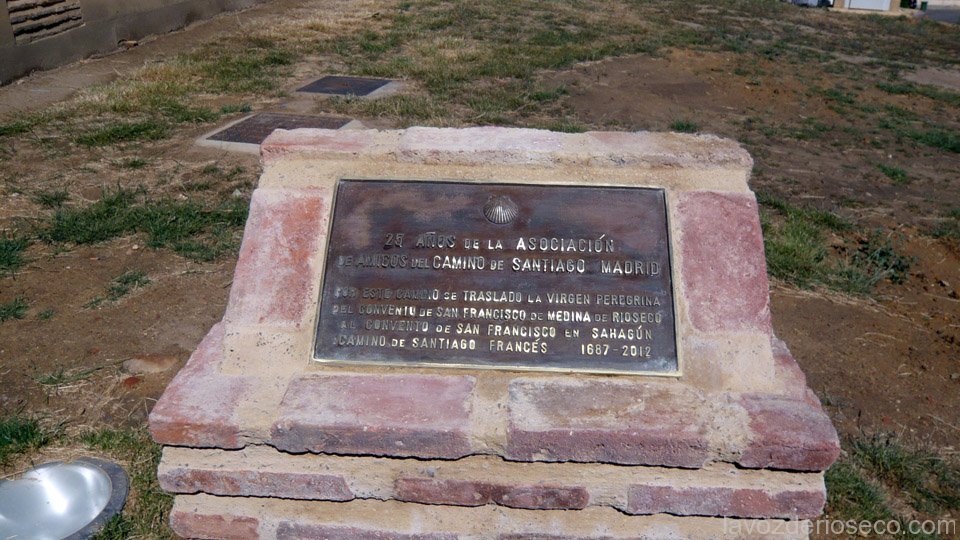 25 AÑOS DE LA ASOCIACIÓN
DE AMIGOS DEL CAMINO DE SANTIAGO MADRID
POR ESTE CAMINO SE TRASLADO LA VIRGEN PEREGRINA
DEL CONVENTO DE SAN FRANCISCO DE MEDINA DE RIOSECO
AL CONVENTO DE SAN FRANCISCO EN SAHAGÚN
CAMINO DE SANTIAGO FRANCÉS 1687-2012
lavozderioseco.com